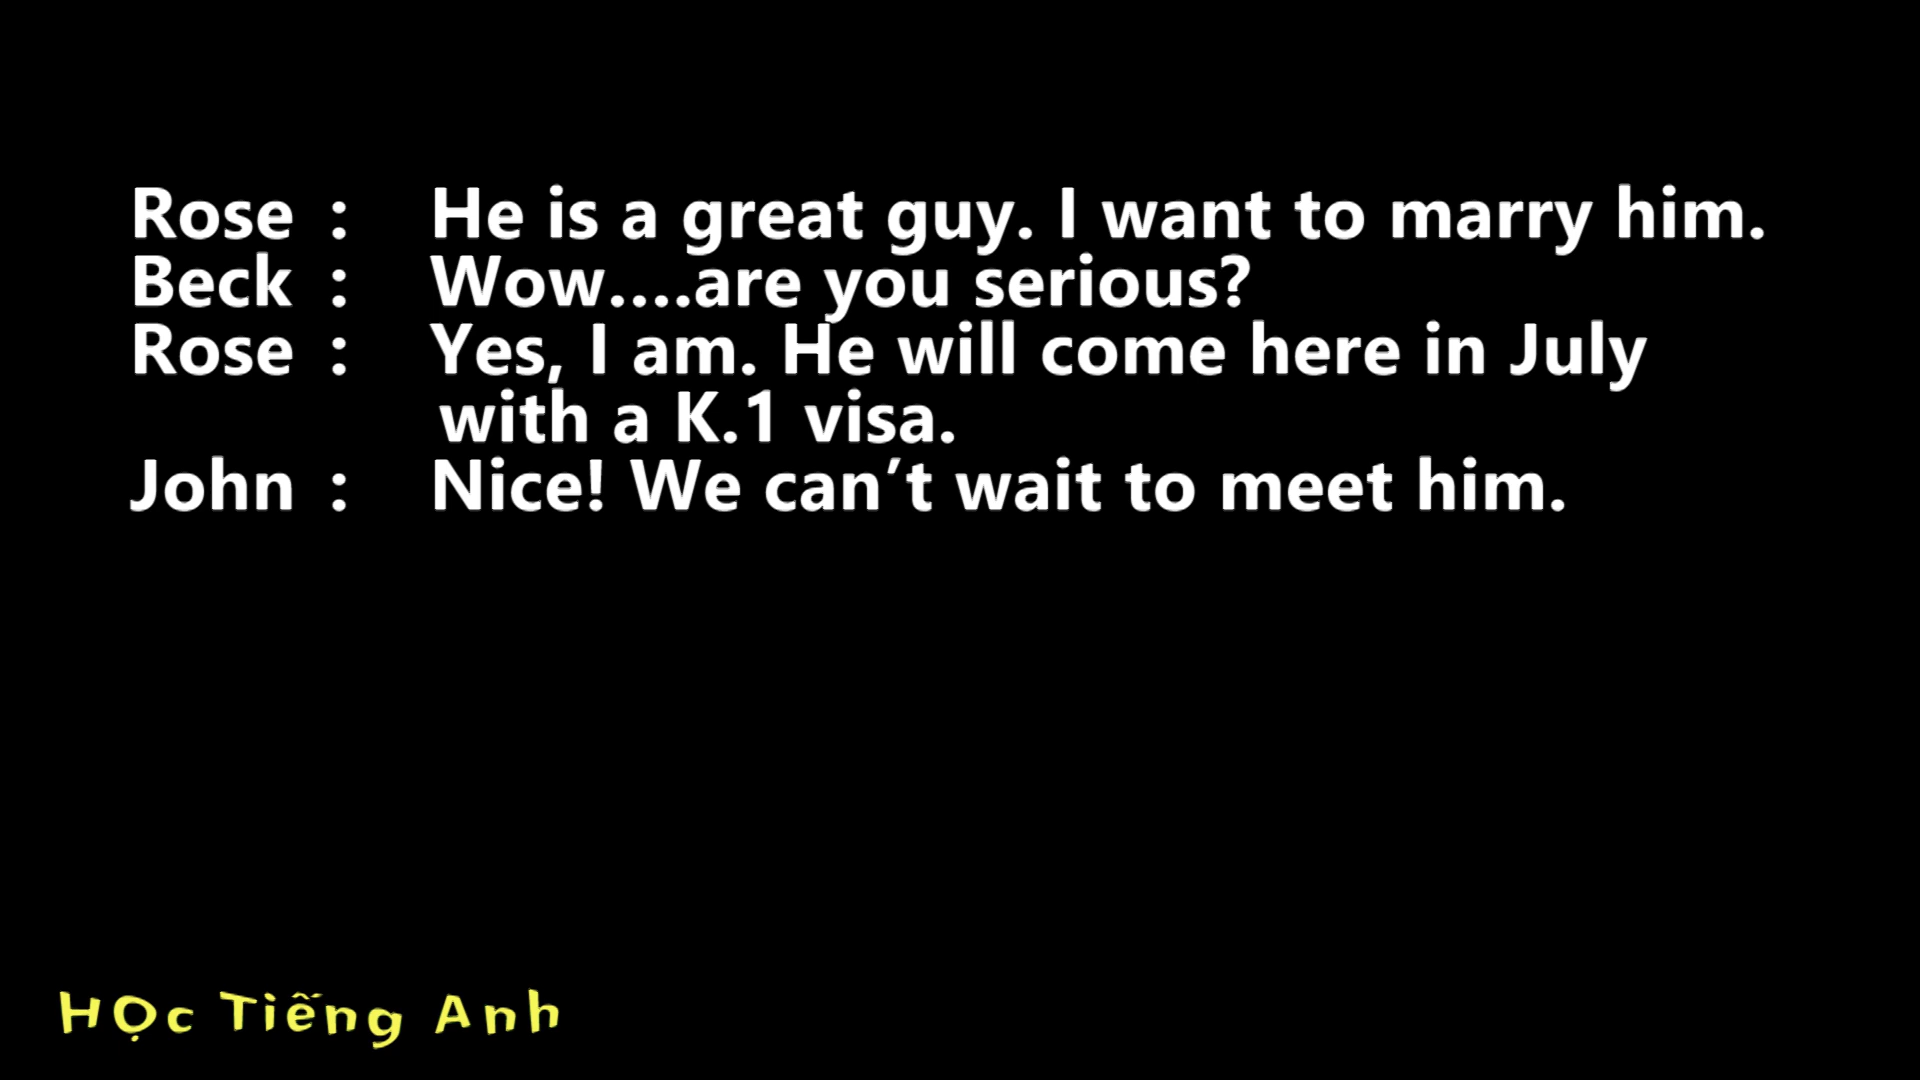 Rose : He is a great guy. I want to marry him.
Beck : Wow....are you serious?
Rose : Yes, I am. He will come here in July
with a K.1 visa.
John : Nice! We can’t wait to meet him.
HỌc Tiếng Anh